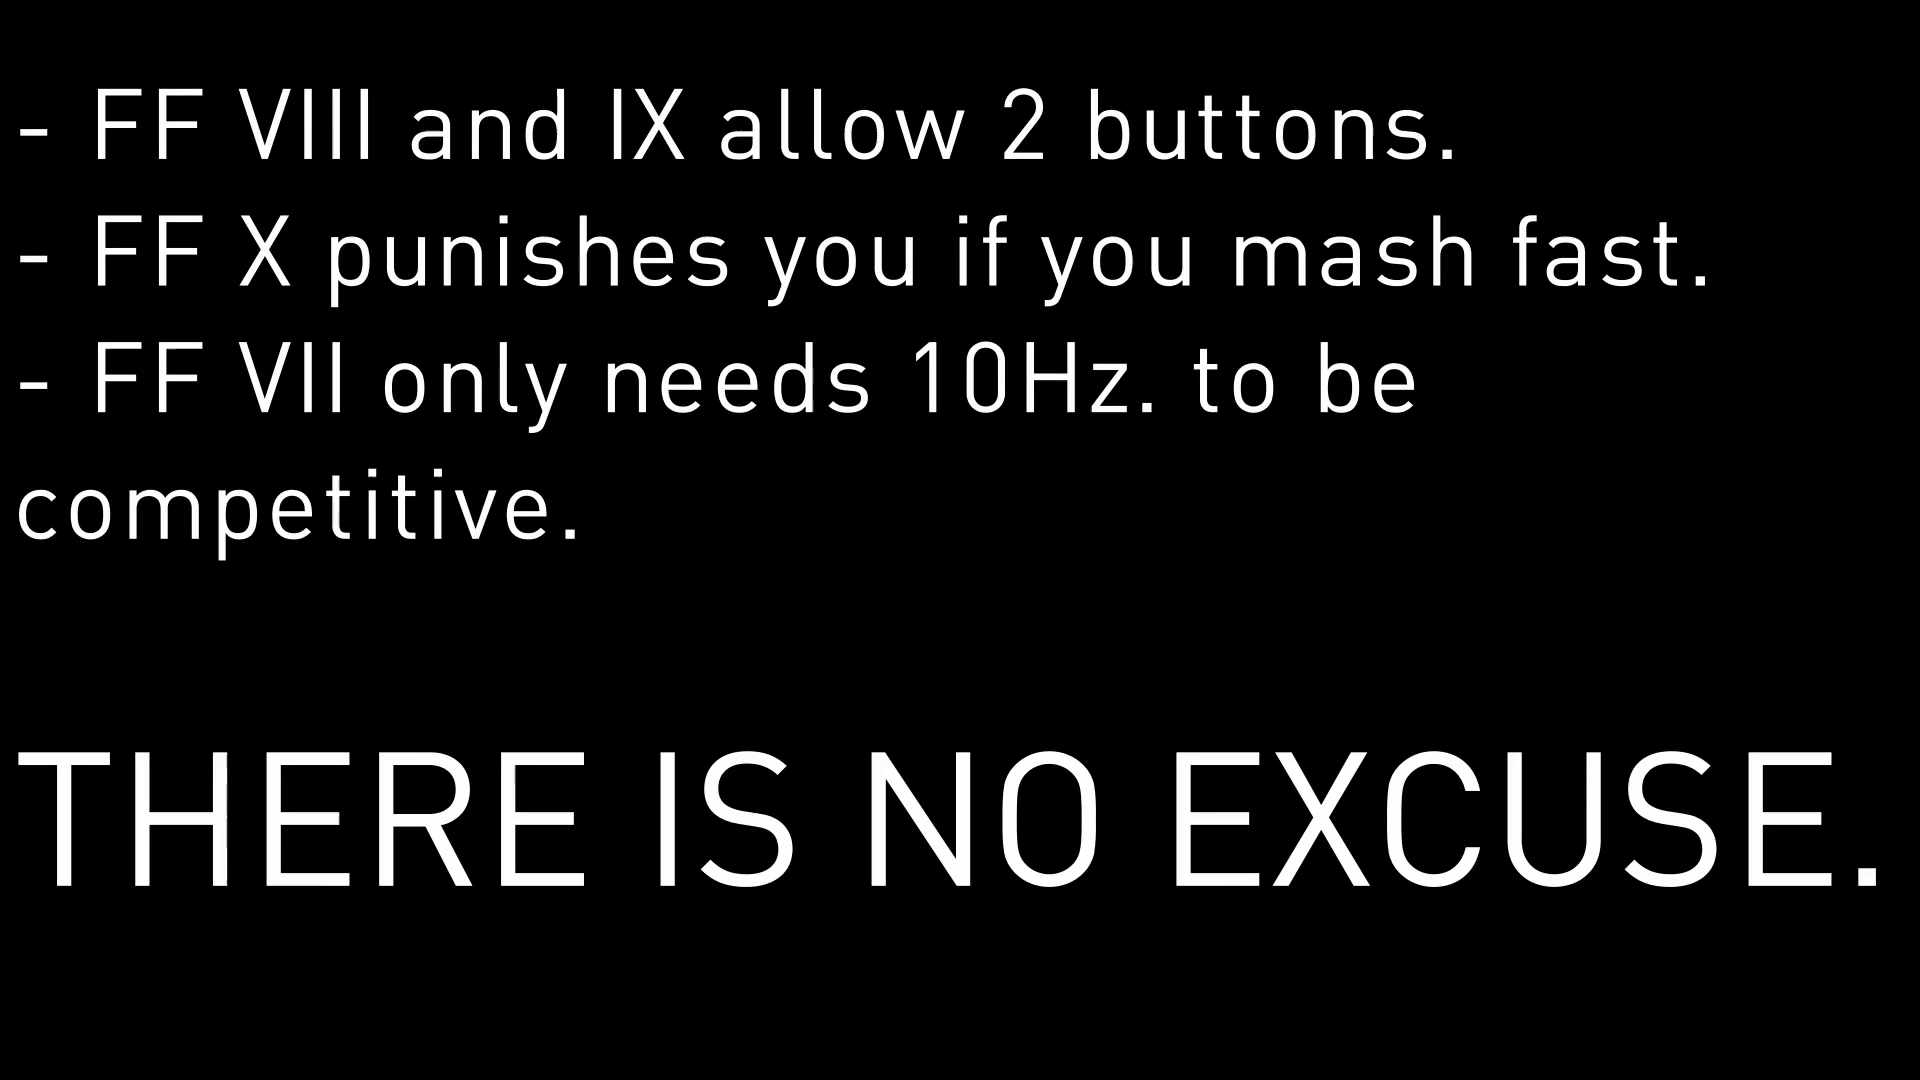 - FF VIII and IX allow 2 buttons.
- FF X punishes you if you mash fast.
- FF VII only needs 10Hz. to be
competitive.
THERE IS NO EXCUSE.